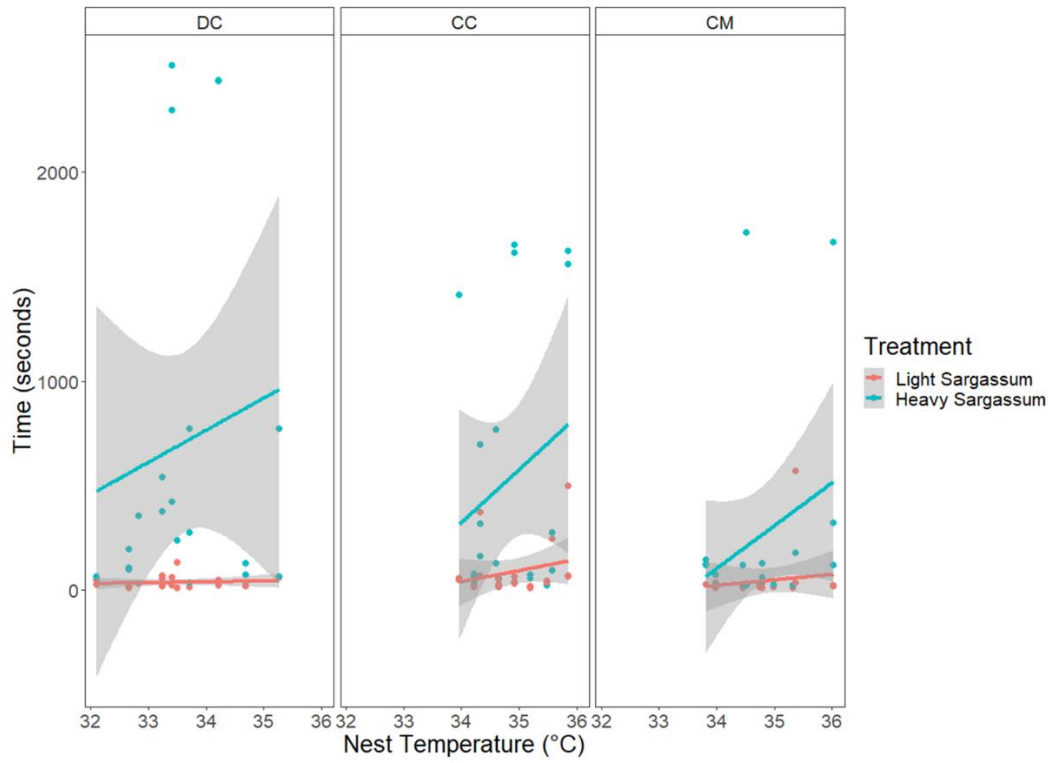 DC CC CM
2000
1000
0
Time (seconds)
32 33 34 35 36 32 33 34 35 36 32 33 34 35 36
Nest Temperature (°C)
Treatment
Light Sargassum
Heavy Sargassum